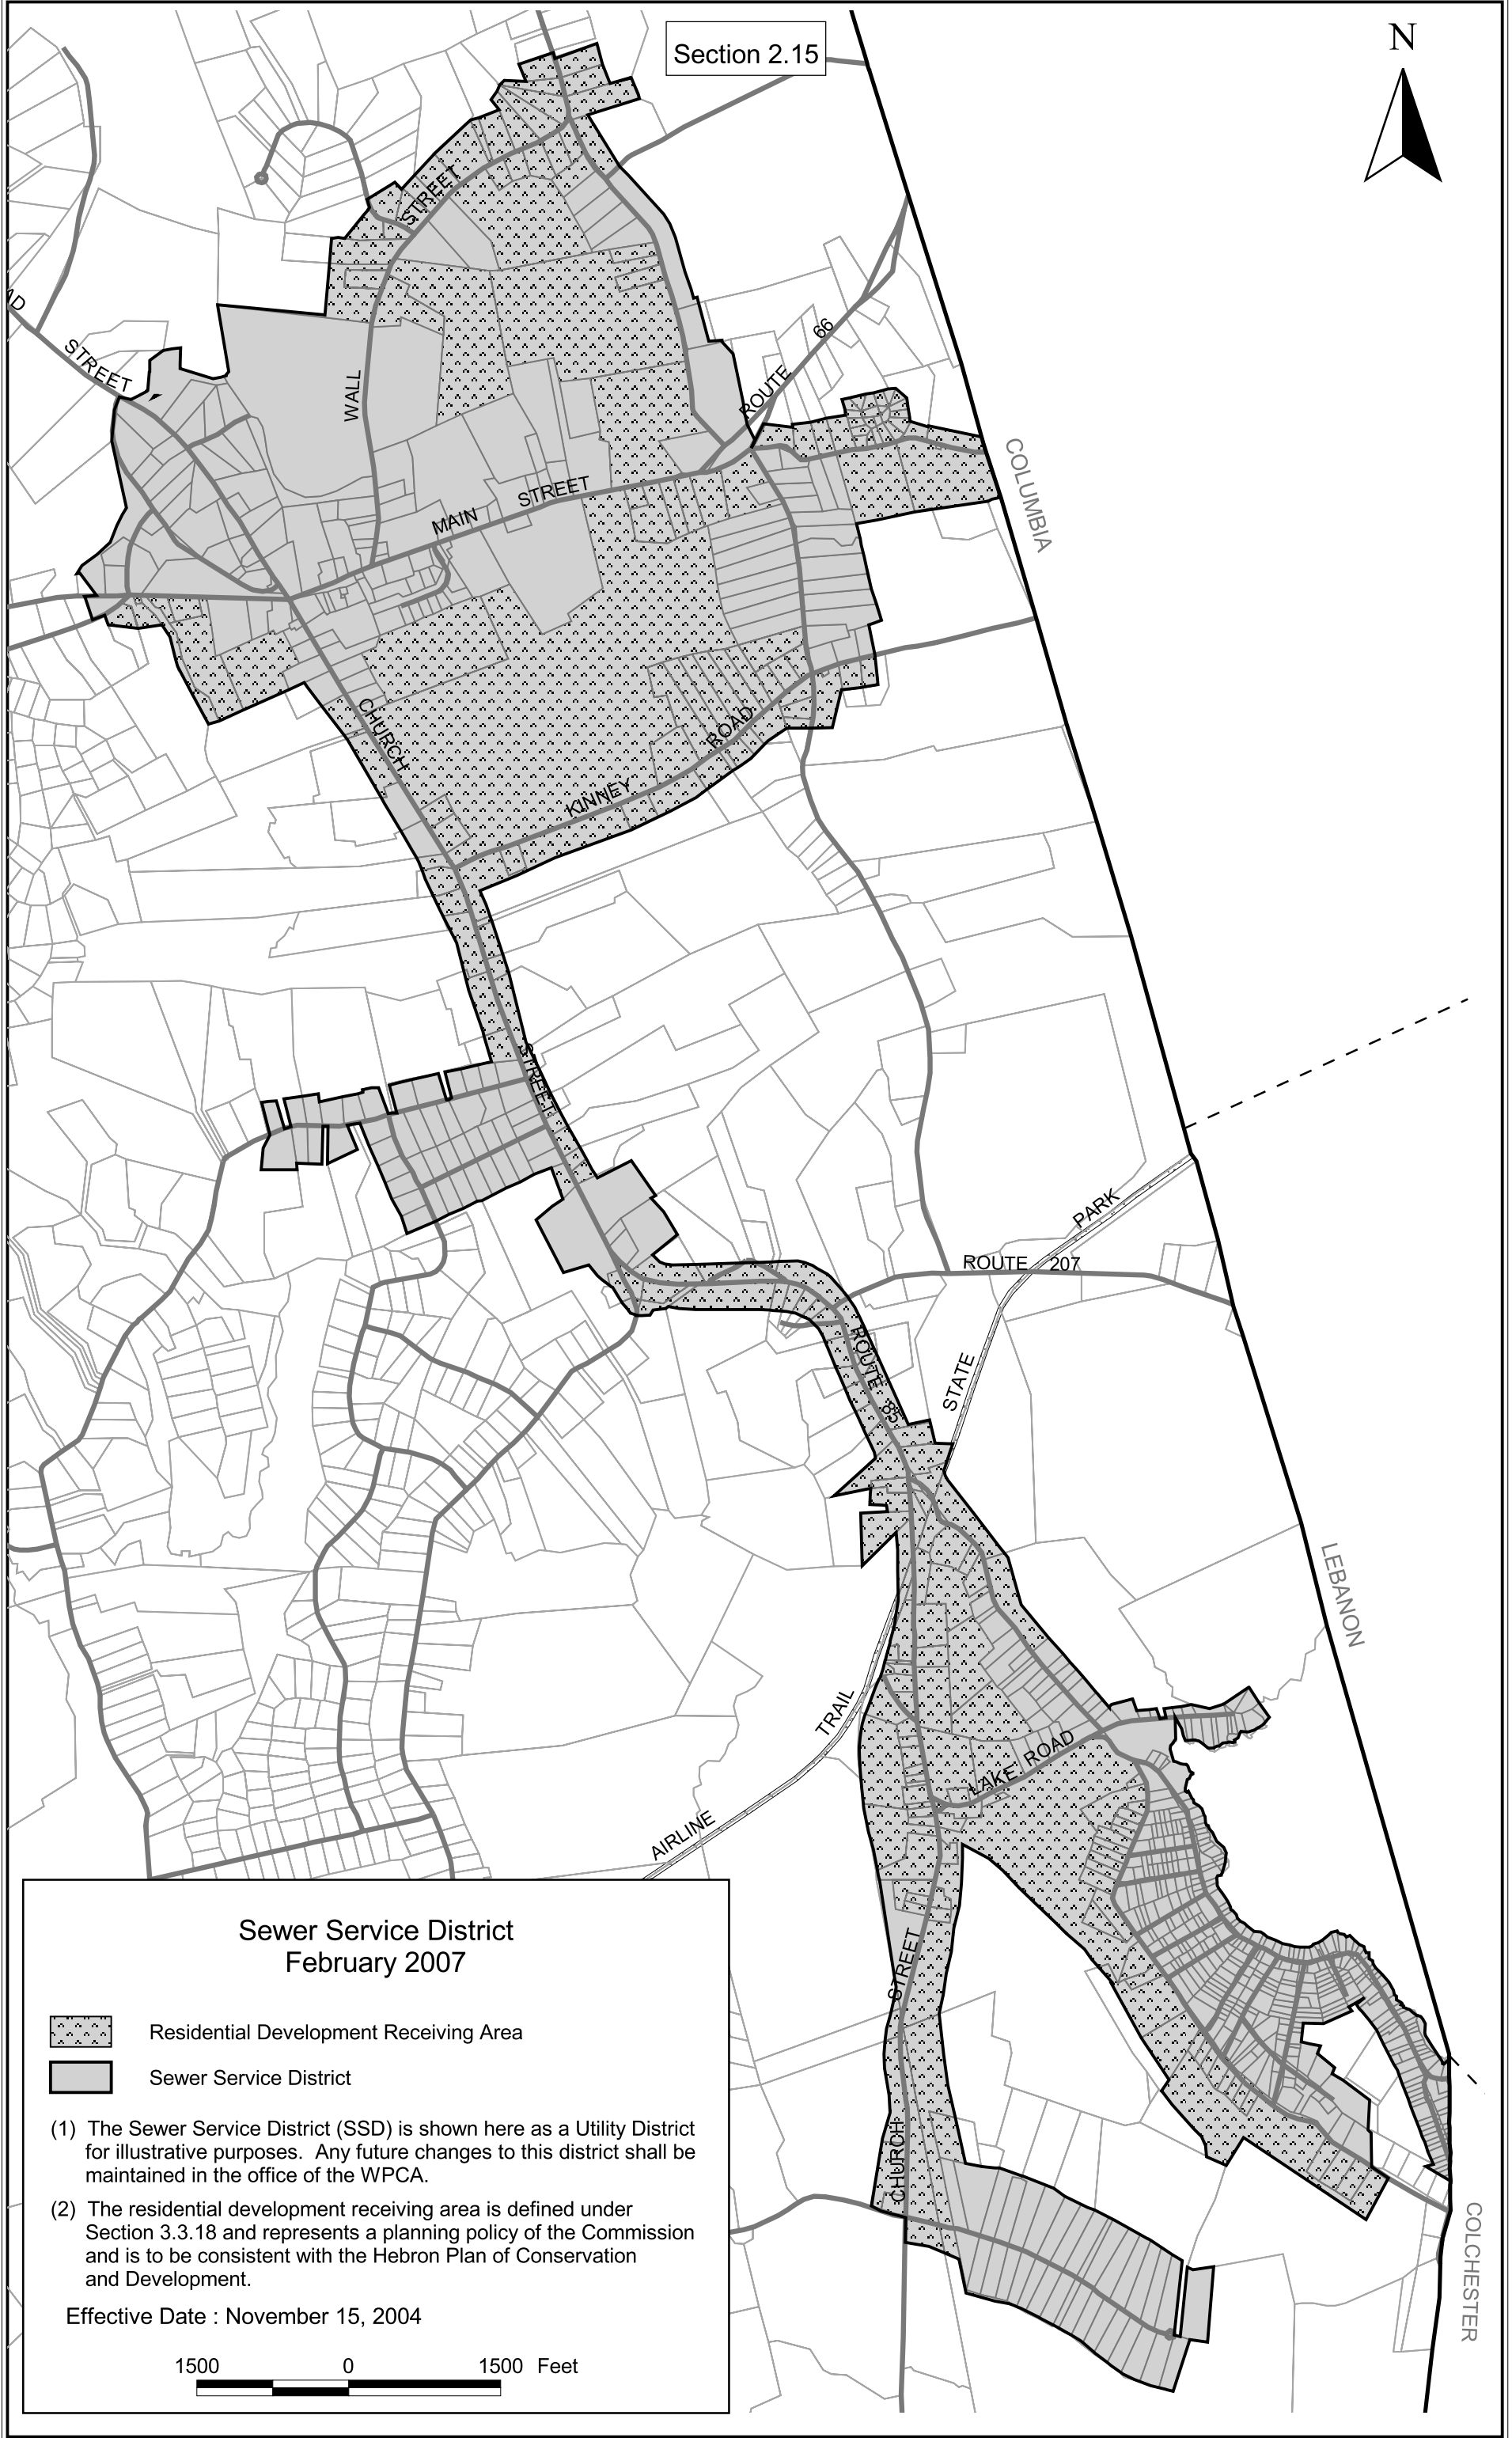 Section 2.15
N
STREET
AD
STREET
ROUTE 66
WALL
COLUMBIA
MAIN STREET
CHURCH
ROAD
KINNEY
STREET
PARK
ROUTE 207
ROUTE 85
STATE
LEBANON
TRAIL
LAKE ROAD
AIRLINE
STREET
CHURCH
COLCHESTER
Sewer Service District
February 2007
Residential Development Receiving Area
Sewer Service District
(1) The Sewer Service District (SSD) is shown here as a Utility District
for illustrative purposes. Any future changes to this district shall be
maintained in the office of the WPCA.
(2) The residential development receiving area is defined under
Section 3.3.18 and represents a planning policy of the Commission
and is to be consistent with the Hebron Plan of Conservation
and Development.
Effective Date : November 15, 2004
1500 0 1500 Feet